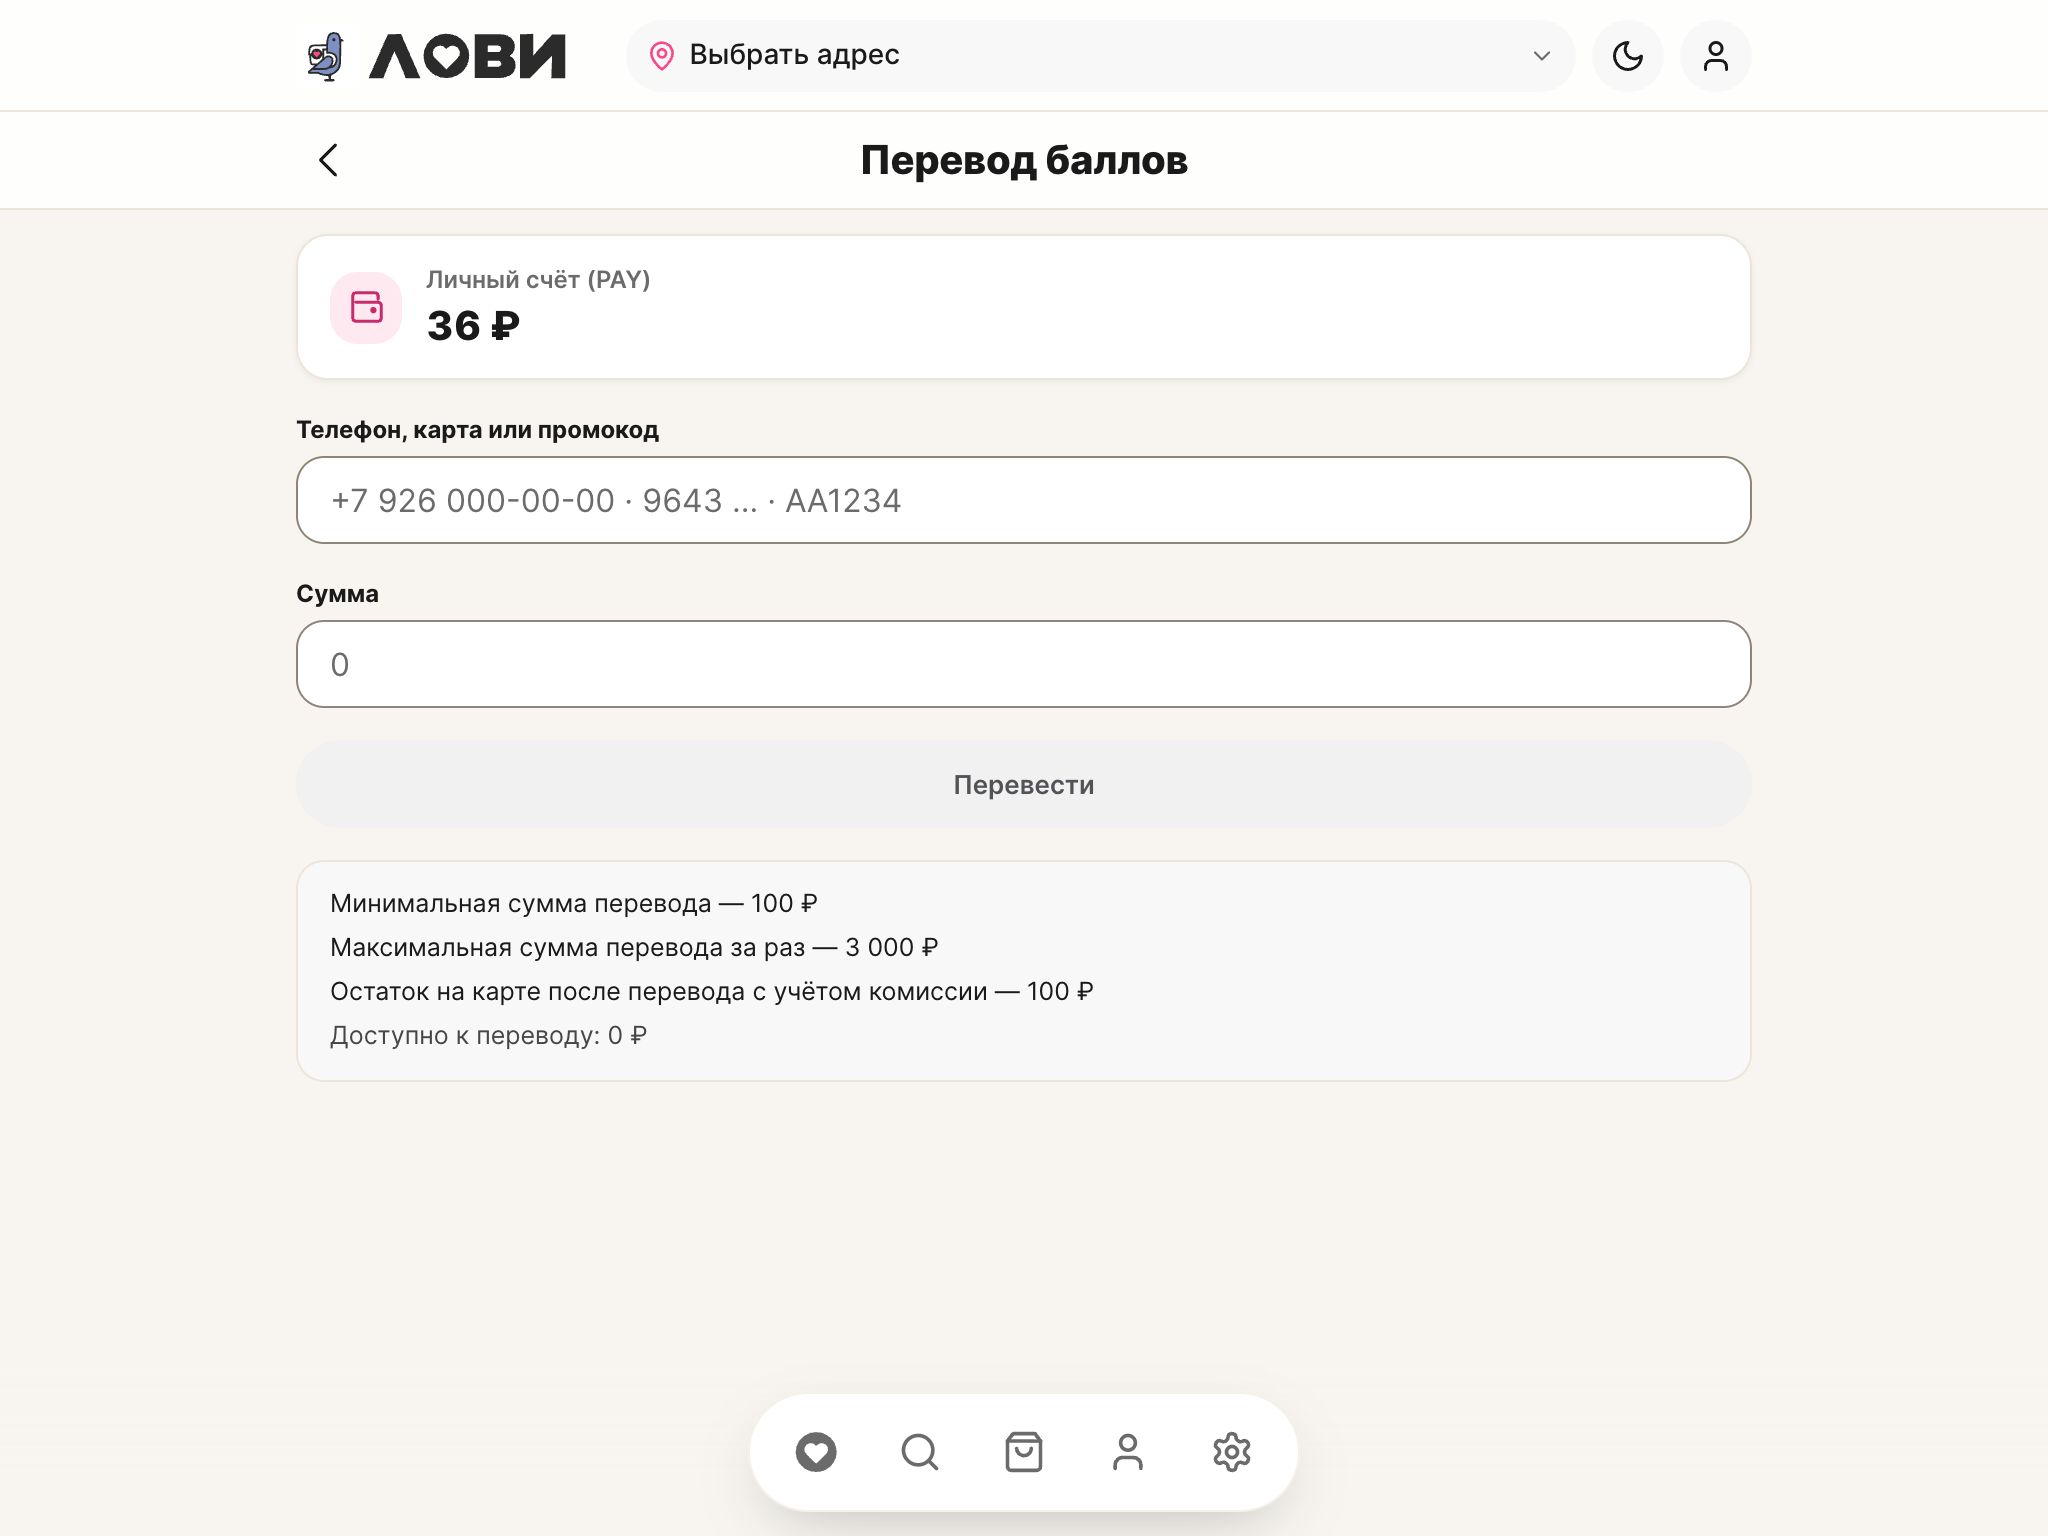 ЛОВИ
Выбрать адрес
Перевод баллов
Личный счёт (PAY)
36 ₽
Телефон, карта или промокод
+7 926 000-00-00 · 9643 ... · AA1234
Сумма
0
Перевести
Минимальная сумма перевода — 100 ₽
Максимальная сумма перевода за раз — 3 000 ₽
Остаток на карте после перевода с учётом комиссии — 100 ₽
Доступно к переводу: 0 ₽